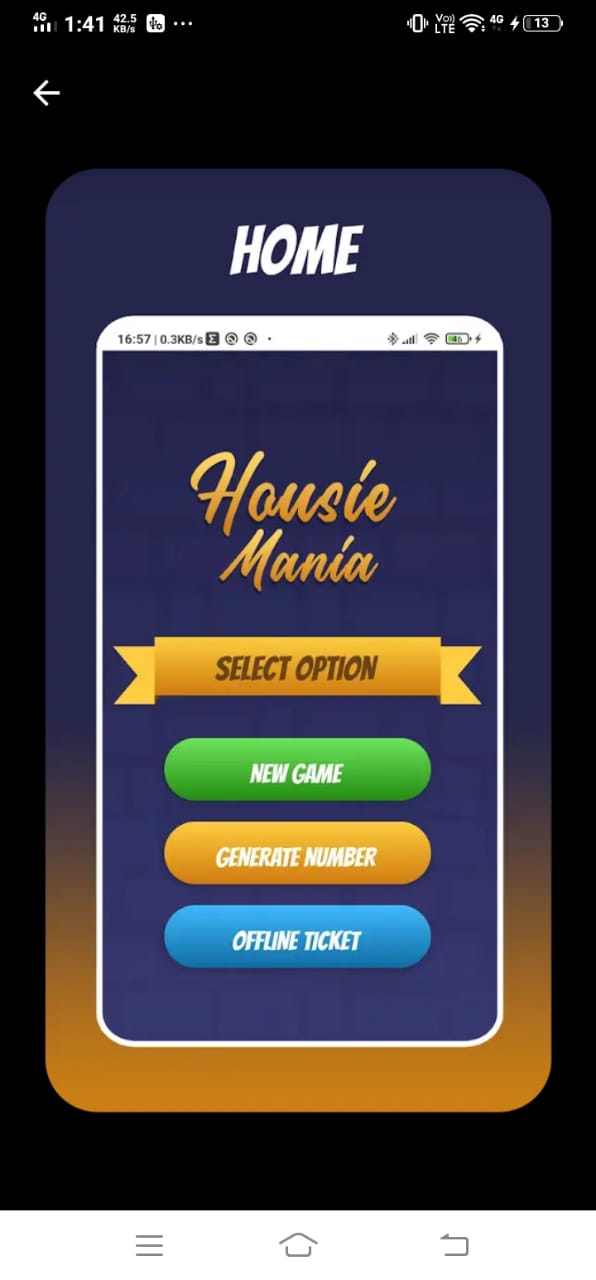 4G 1:41 42.5 KB/s Vo) LTE 4G 13
HOME
16:57 | 0.3KB/s 46
Housie
Mania
SELECT OPTION
NEW GAME
GENERATE NUMBER
OFFLINE TICKET